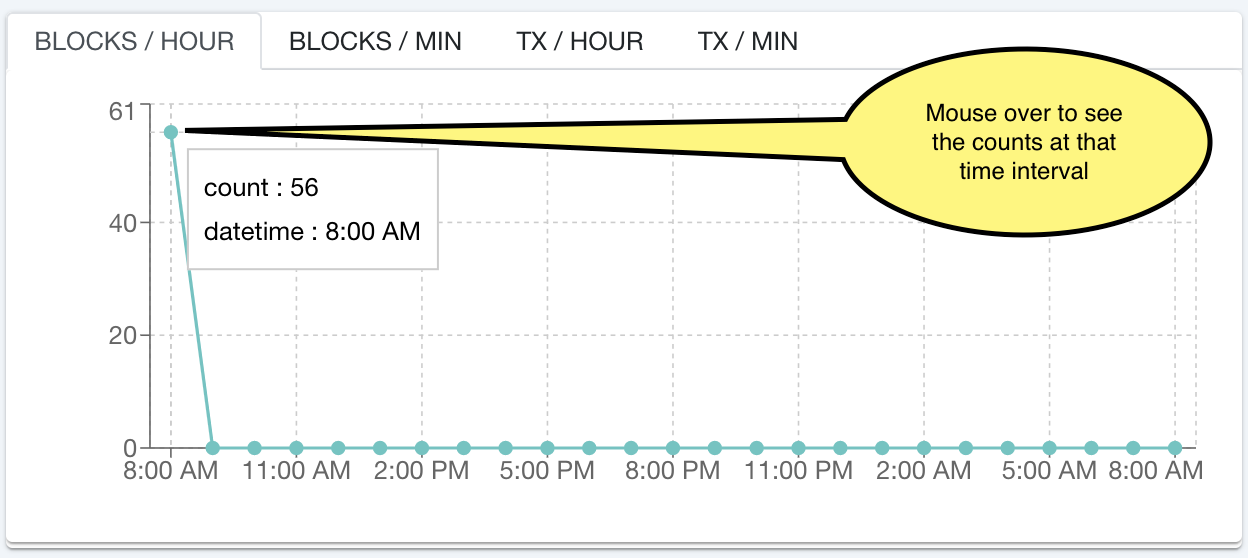 BLOCKS / HOUR BLOCKS / MIN TX / HOUR TX / MIN
Mouse over to see
the counts at that
time interval
61
count : 56
datetime : 8:00 AM
40
20
0
8:00 AM 11:00 AM 2:00 PM 5:00 PM 8:00 PM 11:00 PM 2:00 AM 5:00 AM 8:00 AM